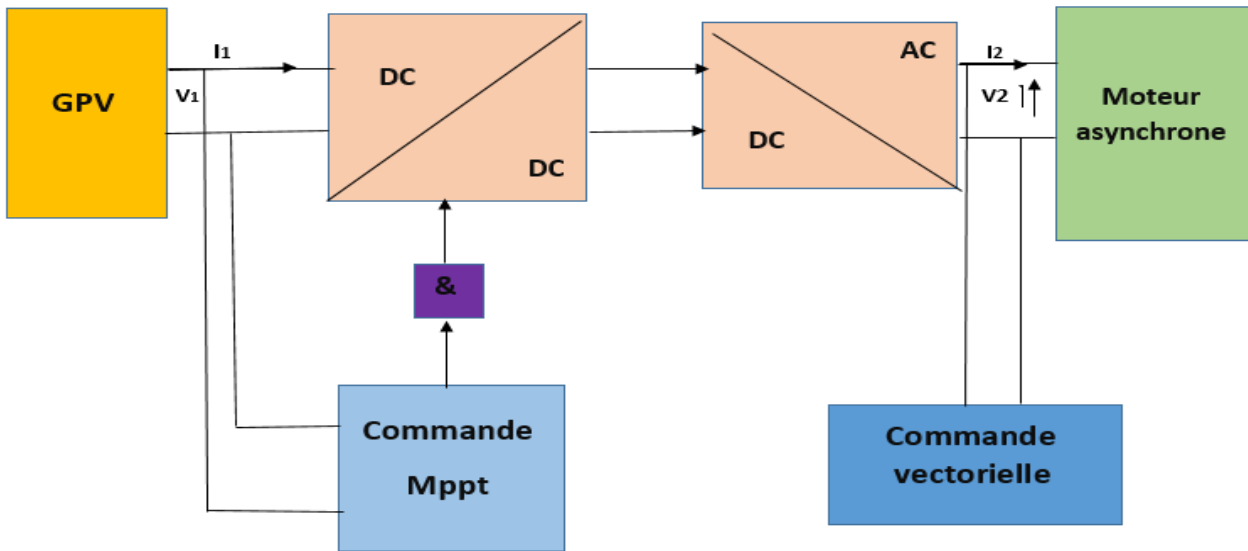 GPV
I1
V1
DC
DC
AC
DC
I2
V2
Moteur
asynchrone
&
Commande
Mppt
Commande
vectorielle